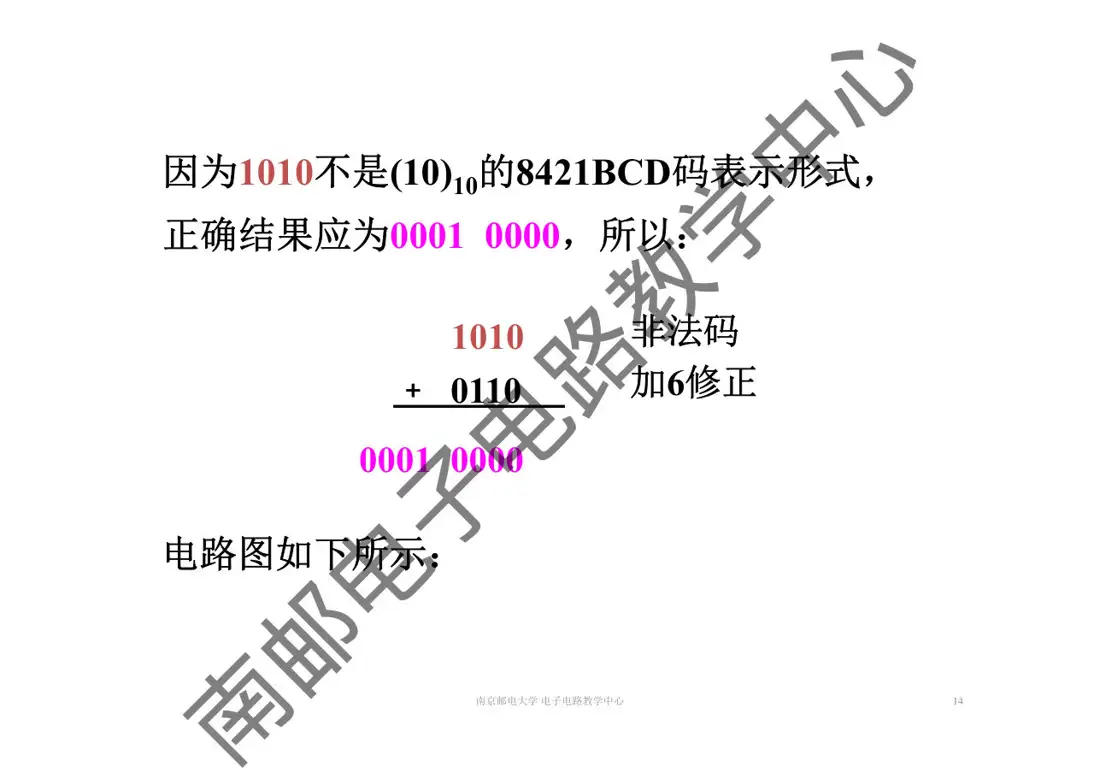 因为1010不是(10)10的8421BCD码表示形式，
正确结果应为0001 0000，所以：
1010 非法码
+ 0110 加6修正
0001 0000
电路图如下所示：
南邮电子电路教学中心
南京邮电大学 电子电路教学中心 14